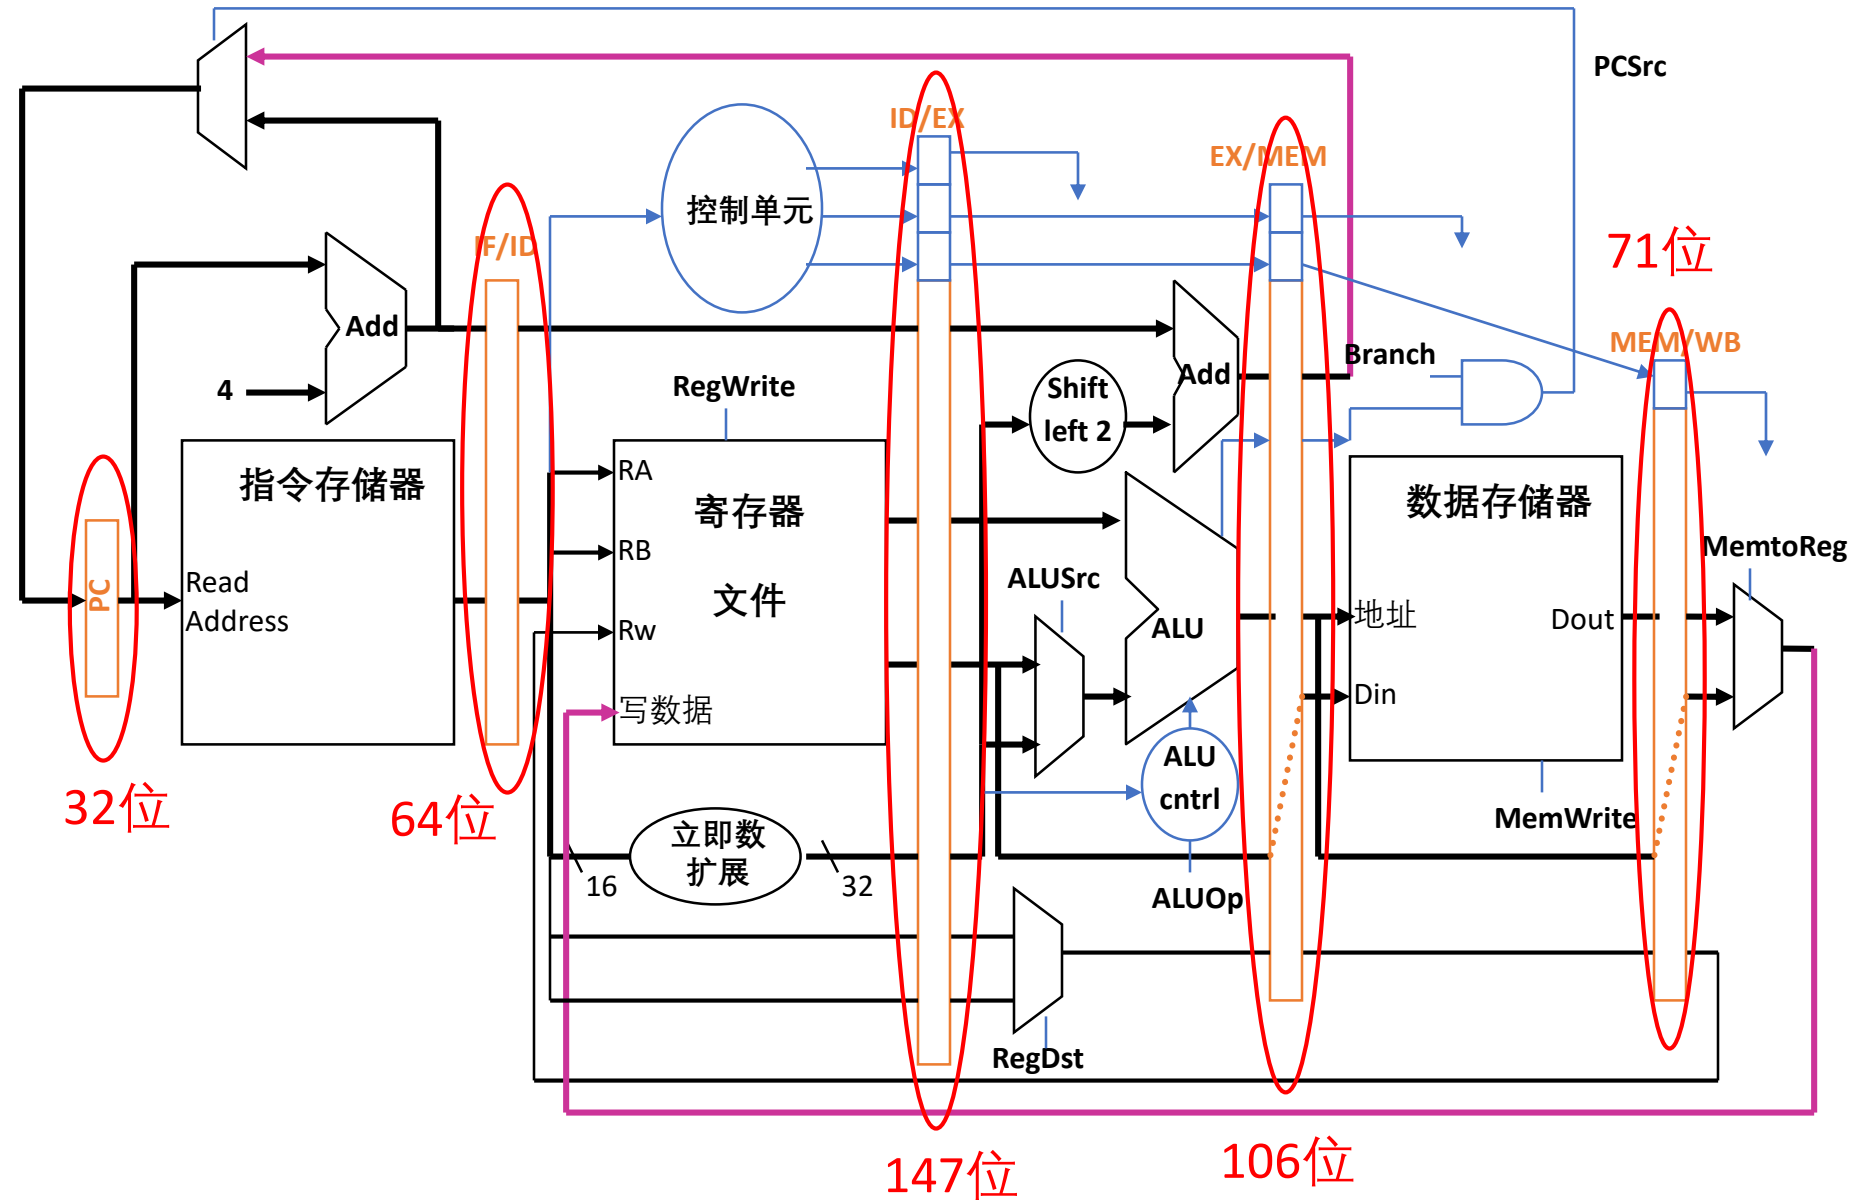 PCSrc
ID/EX
EX/MEM
控制单元
IF/ID
71位
Add
4
Branch
MEM/WB
Add
Shift
left 2
RegWrite
指令存储器
RA
寄存器
数据存储器
RB
MemtoReg
PC
Read
Address
ALUSrc
文件
Rw
ALU
地址
Dout
写数据
Din
ALU
cntrl
32位
64位
MemWrite
立即数
扩展
16
32
ALUOp
RegDst
147位
106位